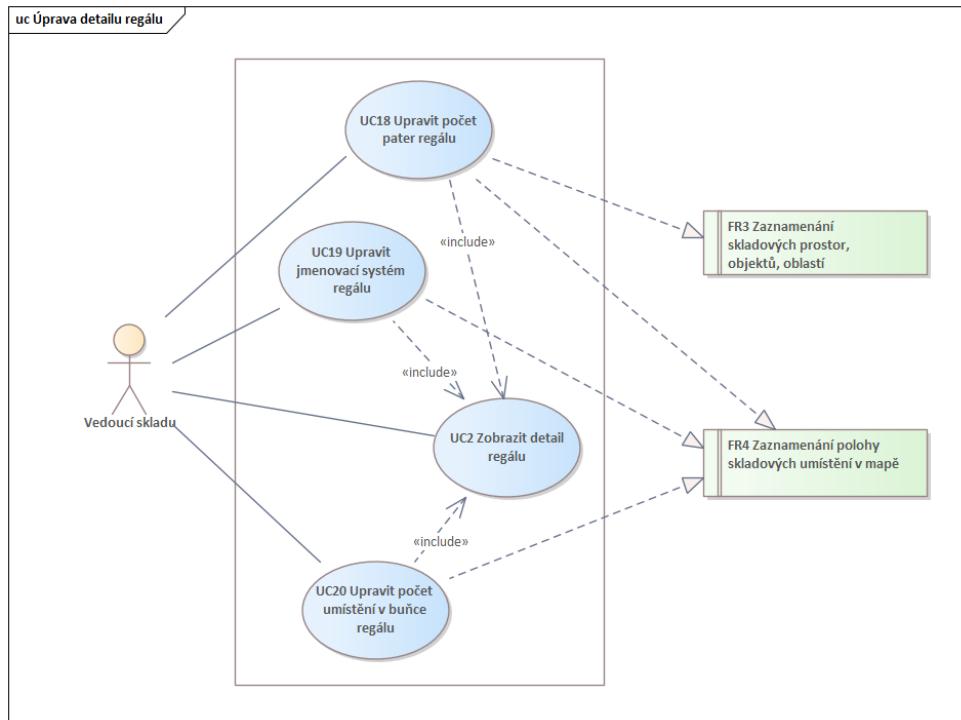 uc Úprava detailu regálu
UC18 Upravit počet
pater regálu
FR3 Zaznamenání
skladových prostor,
objektů, oblastí
«include»
UC19 Upravit
jmenovací systém
regálu
«include»
Vedoucí skladu
UC2 Zobrazit detail
regálu
FR4 Zaznamenání polohy
skladových umístění v mapě
«include»
UC20 Upravit počet
umístění v buňce
regálu